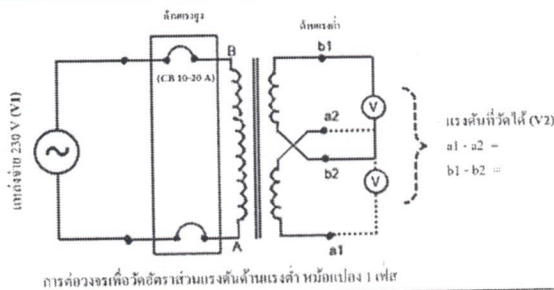 ด้านแรงสูง
ด้านแรงต่ำ
B
b1
(CB 10-20 A)
แหล่งจ่าย 230 V (V1)
V
a2
แรงดันที่วัดได้ (V2)
a1 - a2 =
b2
b1 - b2 =
V
A
a1
การต่อวงจรเพื่อวัดอัตราส่วนแรงดันด้านแรงต่ำ หม้อแปลง 1 เฟส